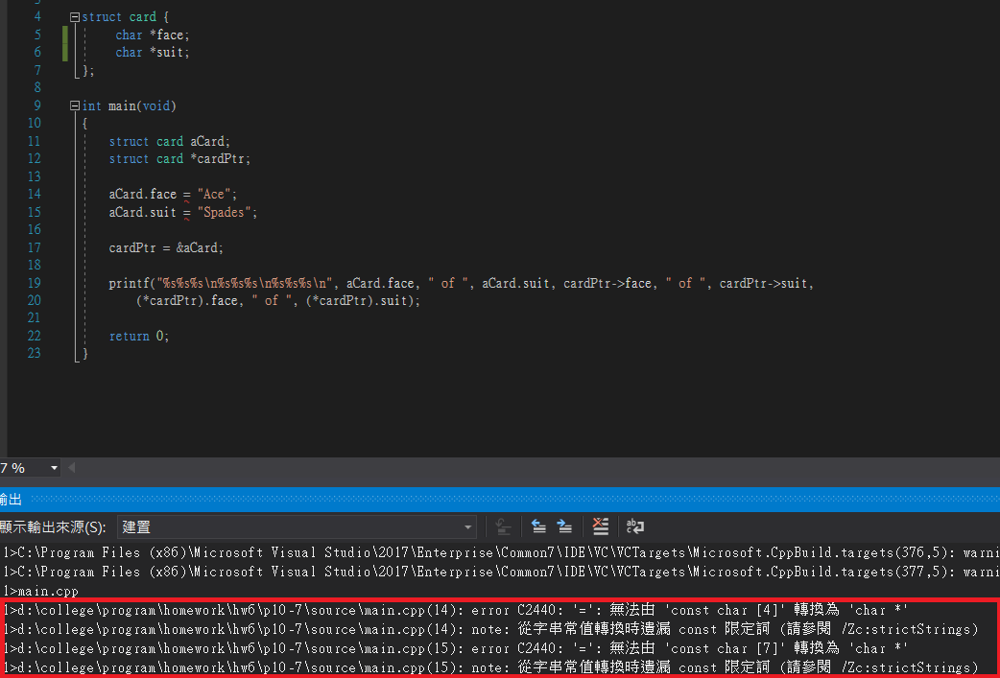 4 struct card {
5 char *face;
6 char *suit;
7 };
8
9 int main(void)
10 {
11 struct card aCard;
12 struct card *cardPtr;
13
14 aCard.face = "Ace";
15 aCard.suit = "Spades";
16
17 cardPtr = &aCard;
18
19 printf("%s%s%s\n%s%s%s\n%s%s%s\n", aCard.face, " of ", aCard.suit, cardPtr->face, " of ", cardPtr->suit,
20 (*cardPtr).face, " of ", (*cardPtr).suit);
21
22 return 0;
23 }
7 %
輸出
顯示輸出來源(S): 建置
1>C:\Program Files (x86)\Microsoft Visual Studio\2017\Enterprise\Common7\IDE\VC\VCTargets\Microsoft.CppBuild.targets(376,5): warni
1>C:\Program Files (x86)\Microsoft Visual Studio\2017\Enterprise\Common7\IDE\VC\VCTargets\Microsoft.CppBuild.targets(377,5): warni
1>main.cpp
1>d:\college\program\homework\hw6\p10-7\source\main.cpp(14): error C2440: '=': 無法由 'const char [4]' 轉換為 'char *'
1>d:\college\program\homework\hw6\p10-7\source\main.cpp(14): note: 從字串常值轉換時遺漏 const 限定詞 (請參閱 /Zc:strictStrings)
1>d:\college\program\homework\hw6\p10-7\source\main.cpp(15): error C2440: '=': 無法由 'const char [7]' 轉換為 'char *'
1>d:\college\program\homework\hw6\p10-7\source\main.cpp(15): note: 從字串常值轉換時遺漏 const 限定詞 (請參閱 /Zc:strictStrings)